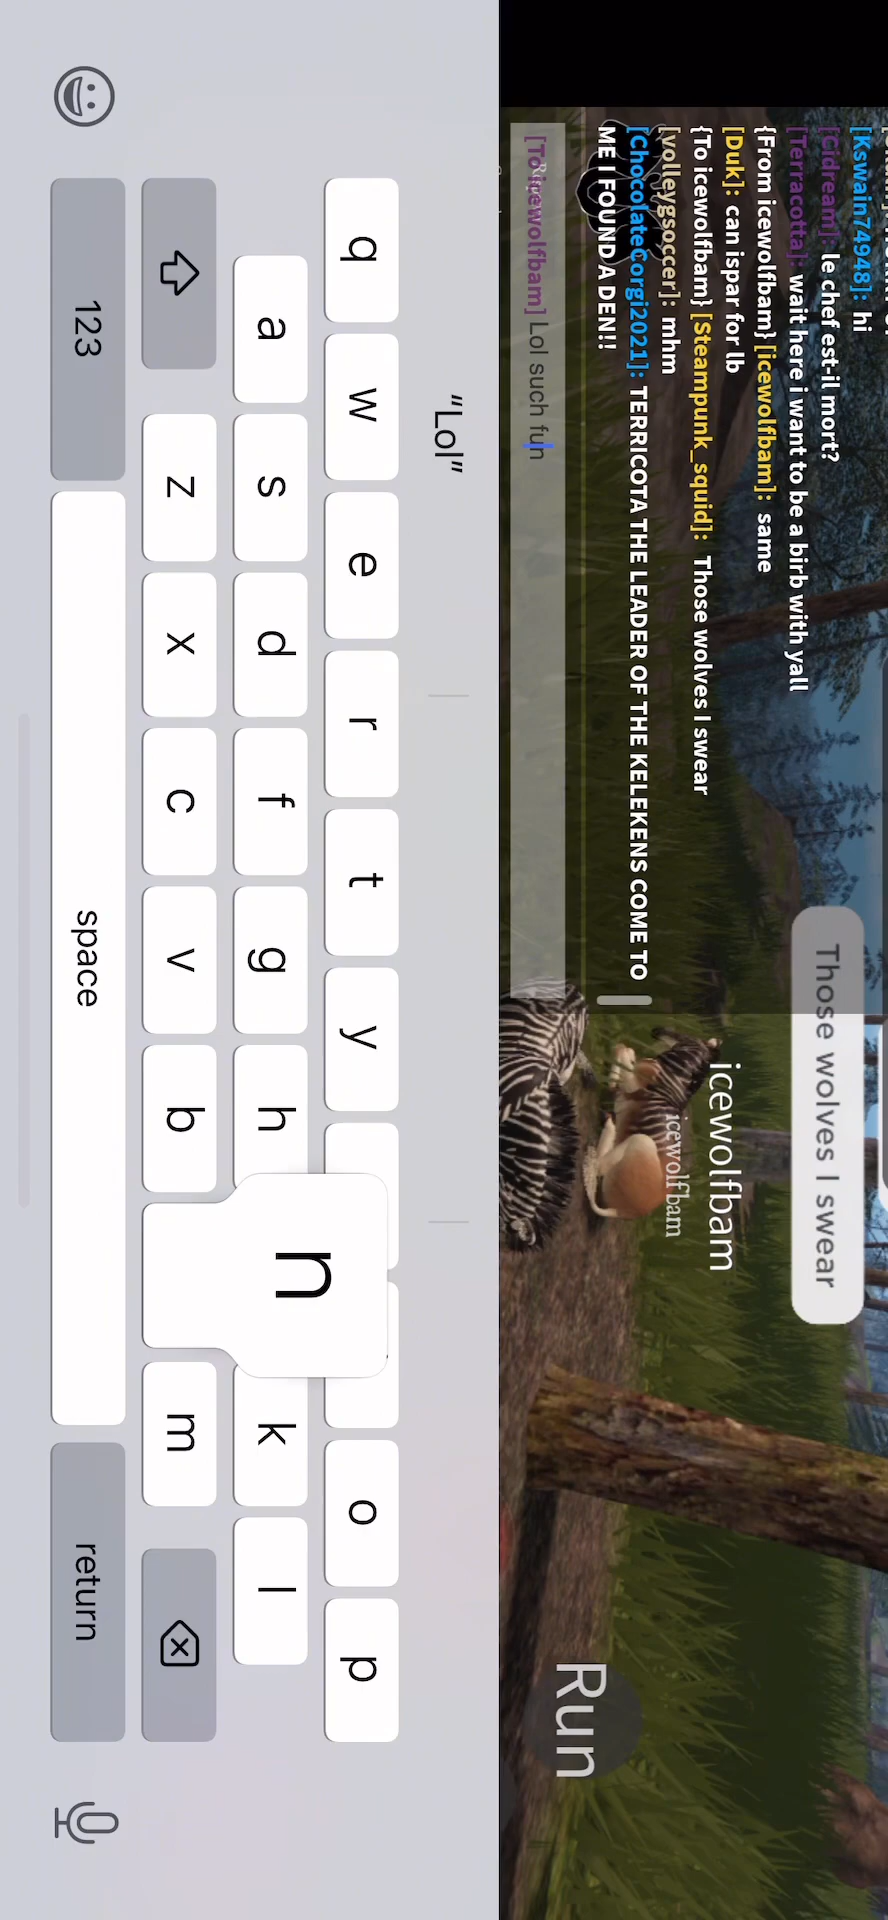 [Kswain74948]: hi
[Cidream]: le chef est-il mort?
[Terracotta]: wait here i want to be a birb with yall
{From icewolfbam} [icewolfbam]: same
[Duk]: can ispar for lb
{To icewolfbam} [Steampunk_squid]: Those wolves I swear
[volleygsoccer]: mhm
[ChocolateCorgi2021]: TERRICOTA THE LEADER OF THE KELEKENS COME TO
ME I FOUND A DEN!!
[To icewolfbam] Lol such fun
Those wolves I swear
icewolfbam
icewolfbam
Run
“Lol”
q w e r t y o p
a s d f g h k l
z x c v b n m
123 space return